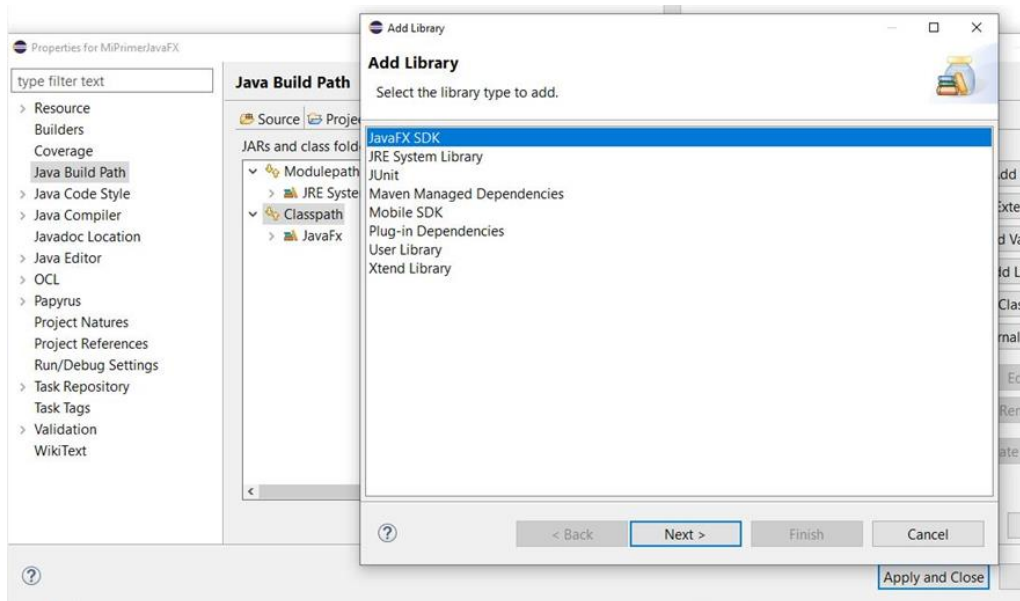 Properties for MiPrimerJavaFX
type filter text
Resource
Builders
Coverage
Java Build Path
Java Code Style
Java Compiler
Javadoc Location
Java Editor
OCL
Papyrus
Project Natures
Project References
Run/Debug Settings
Task Repository
Task Tags
Validation
WikiText
Java Build Path
Source
JARs and class fold
Modulepath
JRE Syste
Classpath
JavaFx
Add Library
Add Library
Select the library type to add.
JavaFX SDK
JRE System Library
JUnit
Maven Managed Dependencies
Mobile SDK
Plug-in Dependencies
User Library
Xtend Library
< Back
Next >
Finish
Cancel
Apply and Close